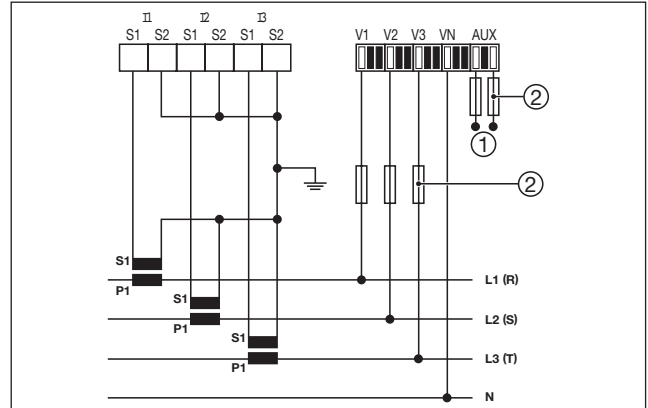 I1 I2 I3
S1 S2 S1 S2 S1 S2 V1 V2 V3 VN AUX
2
1
2
S1
P1 L1 (R)
S1
P1 L2 (S)
S1
P1 L3 (T)
N